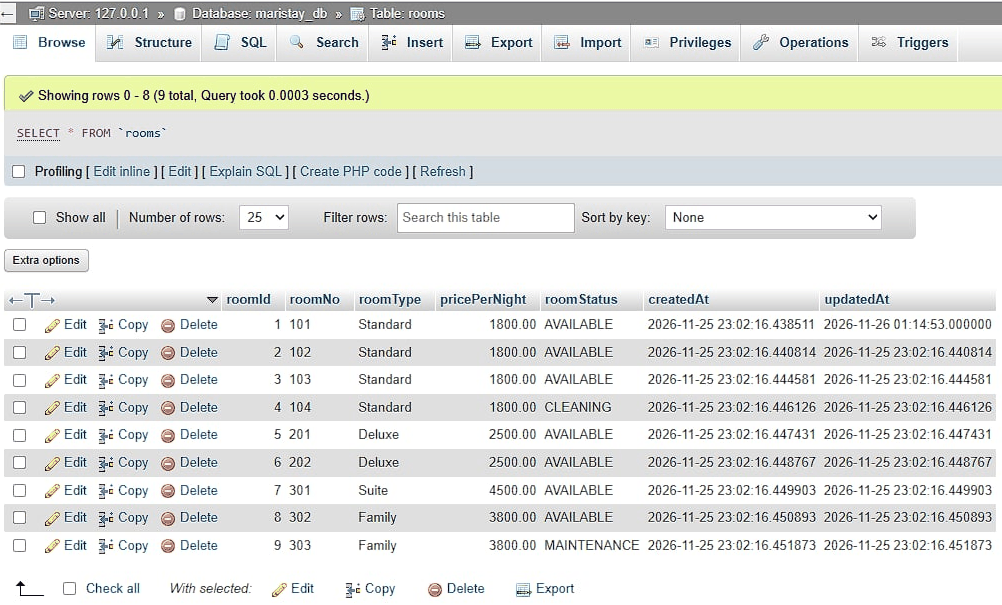 Server: 127.0.0.1 » Database: maristay_db » Table: rooms
Browse Structure SQL Search Insert Export Import Privileges Operations Triggers
Showing rows 0 - 8 (9 total, Query took 0.0003 seconds.)
SELECT * FROM `rooms`
Profiling [ Edit inline ] [ Edit ] [ Explain SQL ] [ Create PHP code ] [ Refresh ]
Show all Number of rows: 25 Filter rows: Search this table Sort by key: None
Extra options
←T→ roomId roomNo roomType pricePerNight roomStatus createdAt updatedAt
Edit Copy Delete 1 101 Standard 1800.00 AVAILABLE 2026-11-25 23:02:16.438511 2026-11-26 01:14:53.000000
Edit Copy Delete 2 102 Standard 1800.00 AVAILABLE 2026-11-25 23:02:16.440814 2026-11-25 23:02:16.440814
Edit Copy Delete 3 103 Standard 1800.00 AVAILABLE 2026-11-25 23:02:16.444581 2026-11-25 23:02:16.444581
Edit Copy Delete 4 104 Standard 1800.00 CLEANING 2026-11-25 23:02:16.446126 2026-11-25 23:02:16.446126
Edit Copy Delete 5 201 Deluxe 2500.00 AVAILABLE 2026-11-25 23:02:16.447431 2026-11-25 23:02:16.447431
Edit Copy Delete 6 202 Deluxe 2500.00 AVAILABLE 2026-11-25 23:02:16.448767 2026-11-25 23:02:16.448767
Edit Copy Delete 7 301 Suite 4500.00 AVAILABLE 2026-11-25 23:02:16.449903 2026-11-25 23:02:16.449903
Edit Copy Delete 8 302 Family 3800.00 AVAILABLE 2026-11-25 23:02:16.450893 2026-11-25 23:02:16.450893
Edit Copy Delete 9 303 Family 3800.00 MAINTENANCE 2026-11-25 23:02:16.451873 2026-11-25 23:02:16.451873
Check all With selected: Edit Copy Delete Export